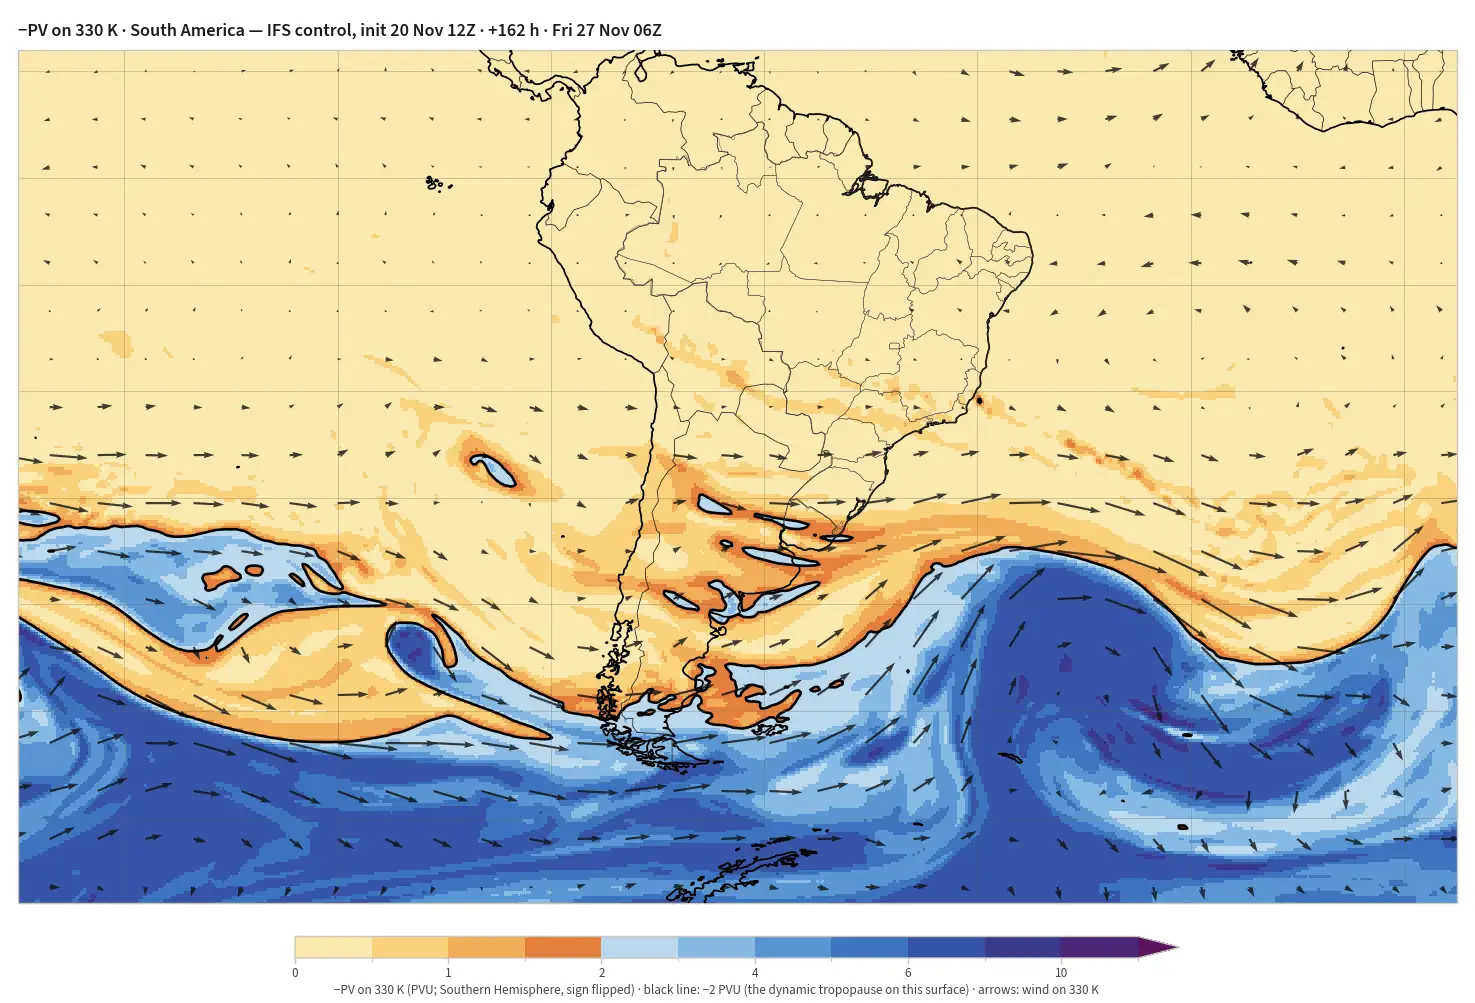 −PV on 330 K · South America — IFS control, init 20 Nov 12Z · +162 h · Fri 27 Nov 06Z
0 1 2 4 6 10
−PV on 330 K (PVU; Southern Hemisphere, sign flipped) · black line: −2 PVU (the dynamic tropopause on this surface) · arrows: wind on 330 K